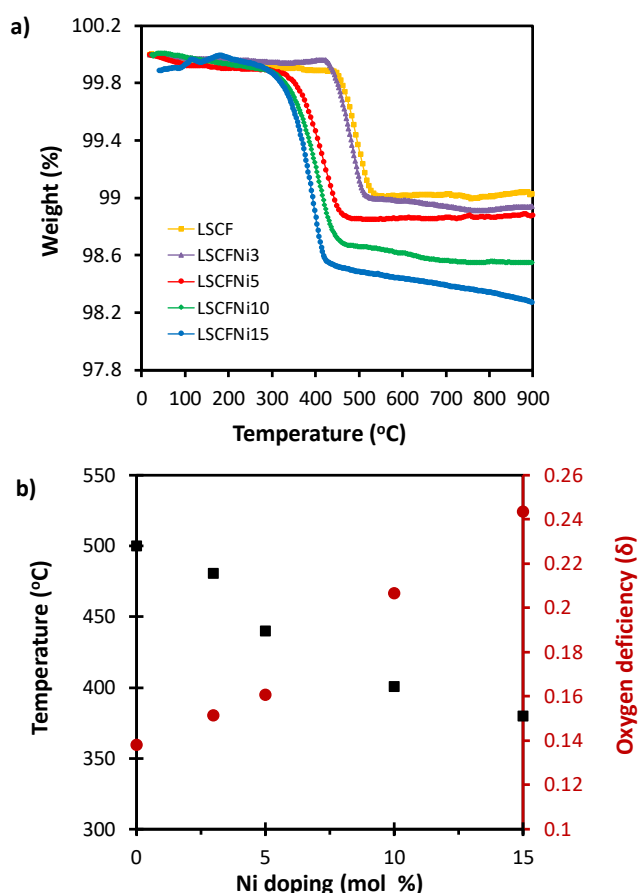 a)
100.2
99.8
99.4
99
98.6
98.2
97.8
Weight (%)
LSCF
LSCFNi3
LSCFNi5
LSCFNi10
LSCFNi15
0 100 200 300 400 500 600 700 800 900
Temperature (ºC)
b)
550
500
450
400
350
300
Temperature (ºC)
0.26
0.24
0.22
0.2
0.18
0.16
0.14
0.12
0.1
Oxygen deficiency (δ)
0 5 10 15
Ni doping (mol %)